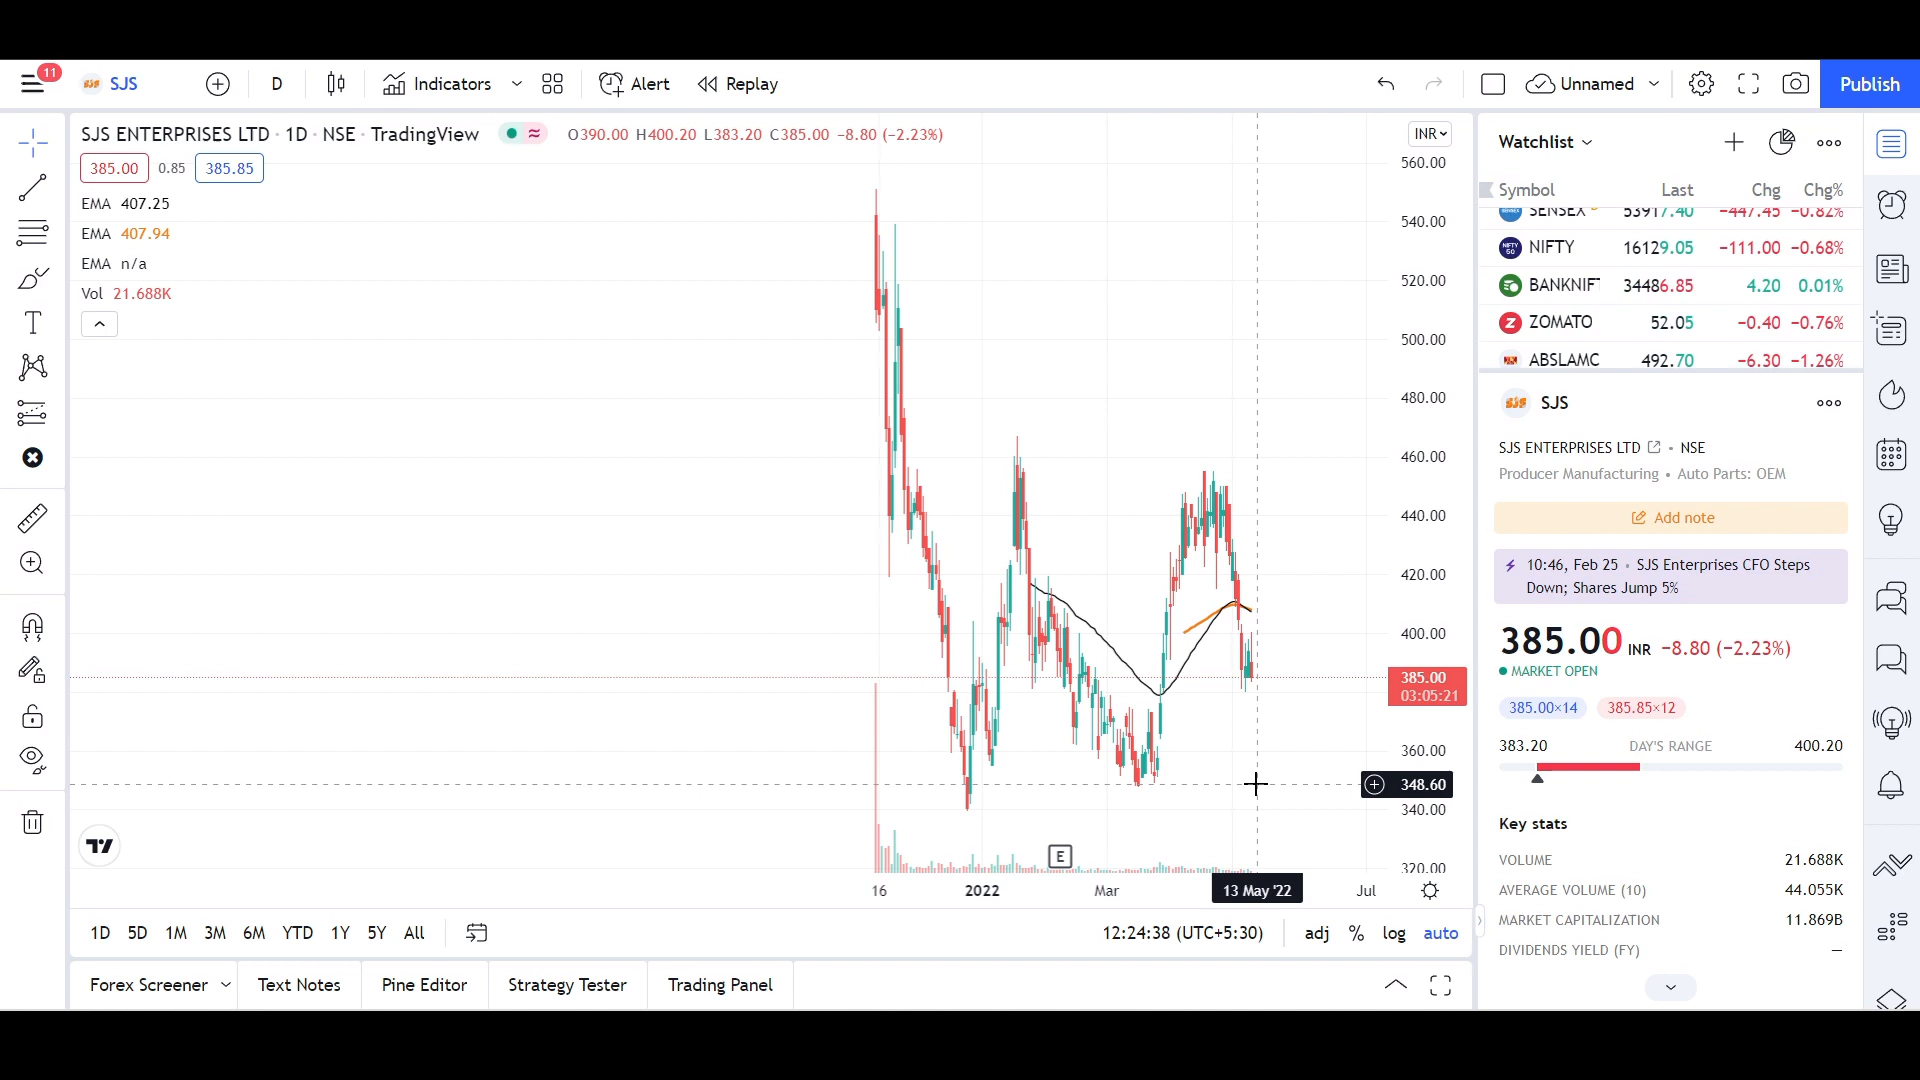 11
SJS
D
Indicators
Alert
Replay
Unnamed
Publish
SJS ENTERPRISES LTD · 1D · NSE · TradingView
O390.00 H400.20 L383.20 C385.00 −8.80 (−2.23%)
INR
385.00 0.85 385.85
EMA 407.25
EMA 407.94
EMA n/a
Vol 21.688K
560.00
540.00
520.00
500.00
480.00
460.00
440.00
420.00
400.00
385.00
03:05:21
360.00
348.60
340.00
320.00
E
16 2022 Mar 13 May '22 Jul
1D 5D 1M 3M 6M YTD 1Y 5Y All
12:24:38 (UTC+5:30) adj % log auto
Forex Screener Text Notes Pine Editor Strategy Tester Trading Panel
Watchlist
Symbol Last Chg Chg%
SENSEX 53917.40 −447.45 −0.82%
NIFTY 16129.05 −111.00 −0.68%
BANKNIFT 34486.85 4.20 0.01%
ZOMATO 52.05 −0.40 −0.76%
ABSLAMC 492.70 −6.30 −1.26%
SJS
SJS ENTERPRISES LTD • NSE
Producer Manufacturing • Auto Parts: OEM
Add note
10:46, Feb 25 • SJS Enterprises CFO Steps
Down; Shares Jump 5%
385.00 INR −8.80 (−2.23%)
MARKET OPEN
385.00×14 385.85×12
383.20 DAY'S RANGE 400.20
Key stats
VOLUME 21.688K
AVERAGE VOLUME (10) 44.055K
MARKET CAPITALIZATION 11.869B
DIVIDENDS YIELD (FY) —